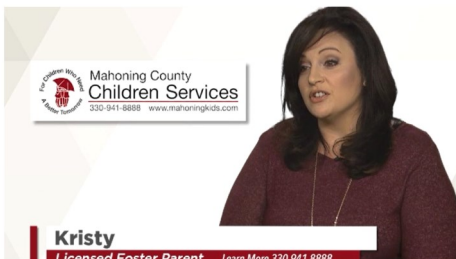 For Children Who Need
A Better Tomorrow
Mahoning County
Children Services
330-941-8888 www.mahoningkids.com
Kristy
Licensed Foster Parent Learn More 330.941.8888